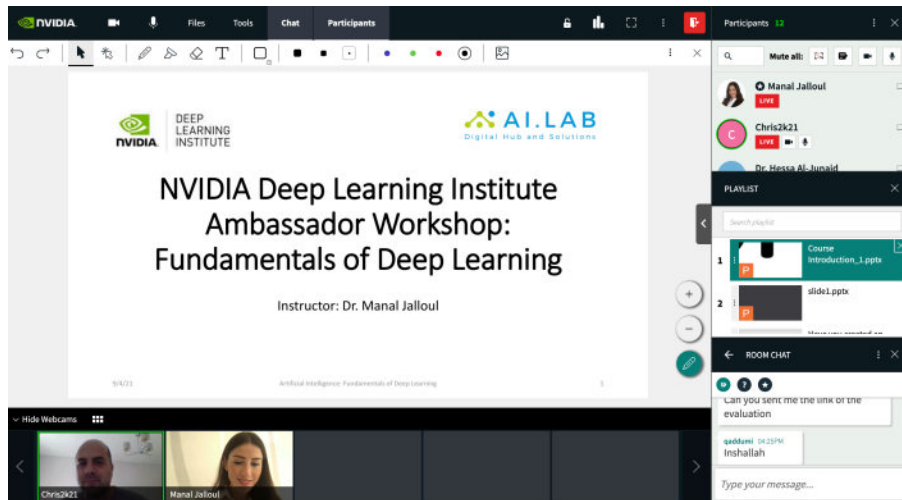 NVIDIA.
Files
Tools
Chat
Participants
Participants 12
T
Mute all:
Manal Jalloul
LIVE
C
Chris2k21
LIVE
Dr. Hessa Al-Junaid
NVIDIA
DEEP
LEARNING
INSTITUTE
AI.LAB
Digital Hub and Solutions
NVIDIA Deep Learning Institute
Ambassador Workshop:
Fundamentals of Deep Learning
Instructor: Dr. Manal Jalloul
9/4/21
Artificial Intelligence: Fundamentals of Deep Learning
1
PLAYLIST
Search playlist
1
P
Course
Introduction_1.pptx
2
P
slide1.pptx
Have you created an
ROOM CHAT
Can you sent me the link of the
evaluation
qaddumi 04:25PM
Inshallah
Type your message...
Hide Webcams
Chris2k21
Manal Jalloul